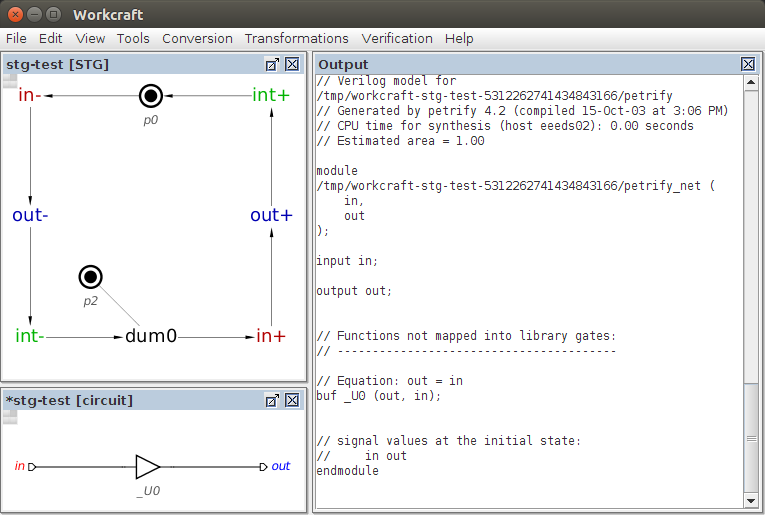 Workcraft
File Edit View Tools Conversion Transformations Verification Help
stg-test [STG]
in-
int+
p0
out-
out+
p2
int-
dum0
in+
*stg-test [circuit]
in
out
_U0
Output
// Verilog model for
/tmp/workcraft-stg-test-5312262741434843166/petrify
// Generated by petrify 4.2 (compiled 15-Oct-03 at 3:06 PM)
// CPU time for synthesis (host eeeds02): 0.00 seconds
// Estimated area = 1.00
module
/tmp/workcraft-stg-test-5312262741434843166/petrify_net (
in,
out
);
input in;
output out;
// Functions not mapped into library gates:
// ----------------------------------------
// Equation: out = in
buf _U0 (out, in);
// signal values at the initial state:
//     in out
endmodule